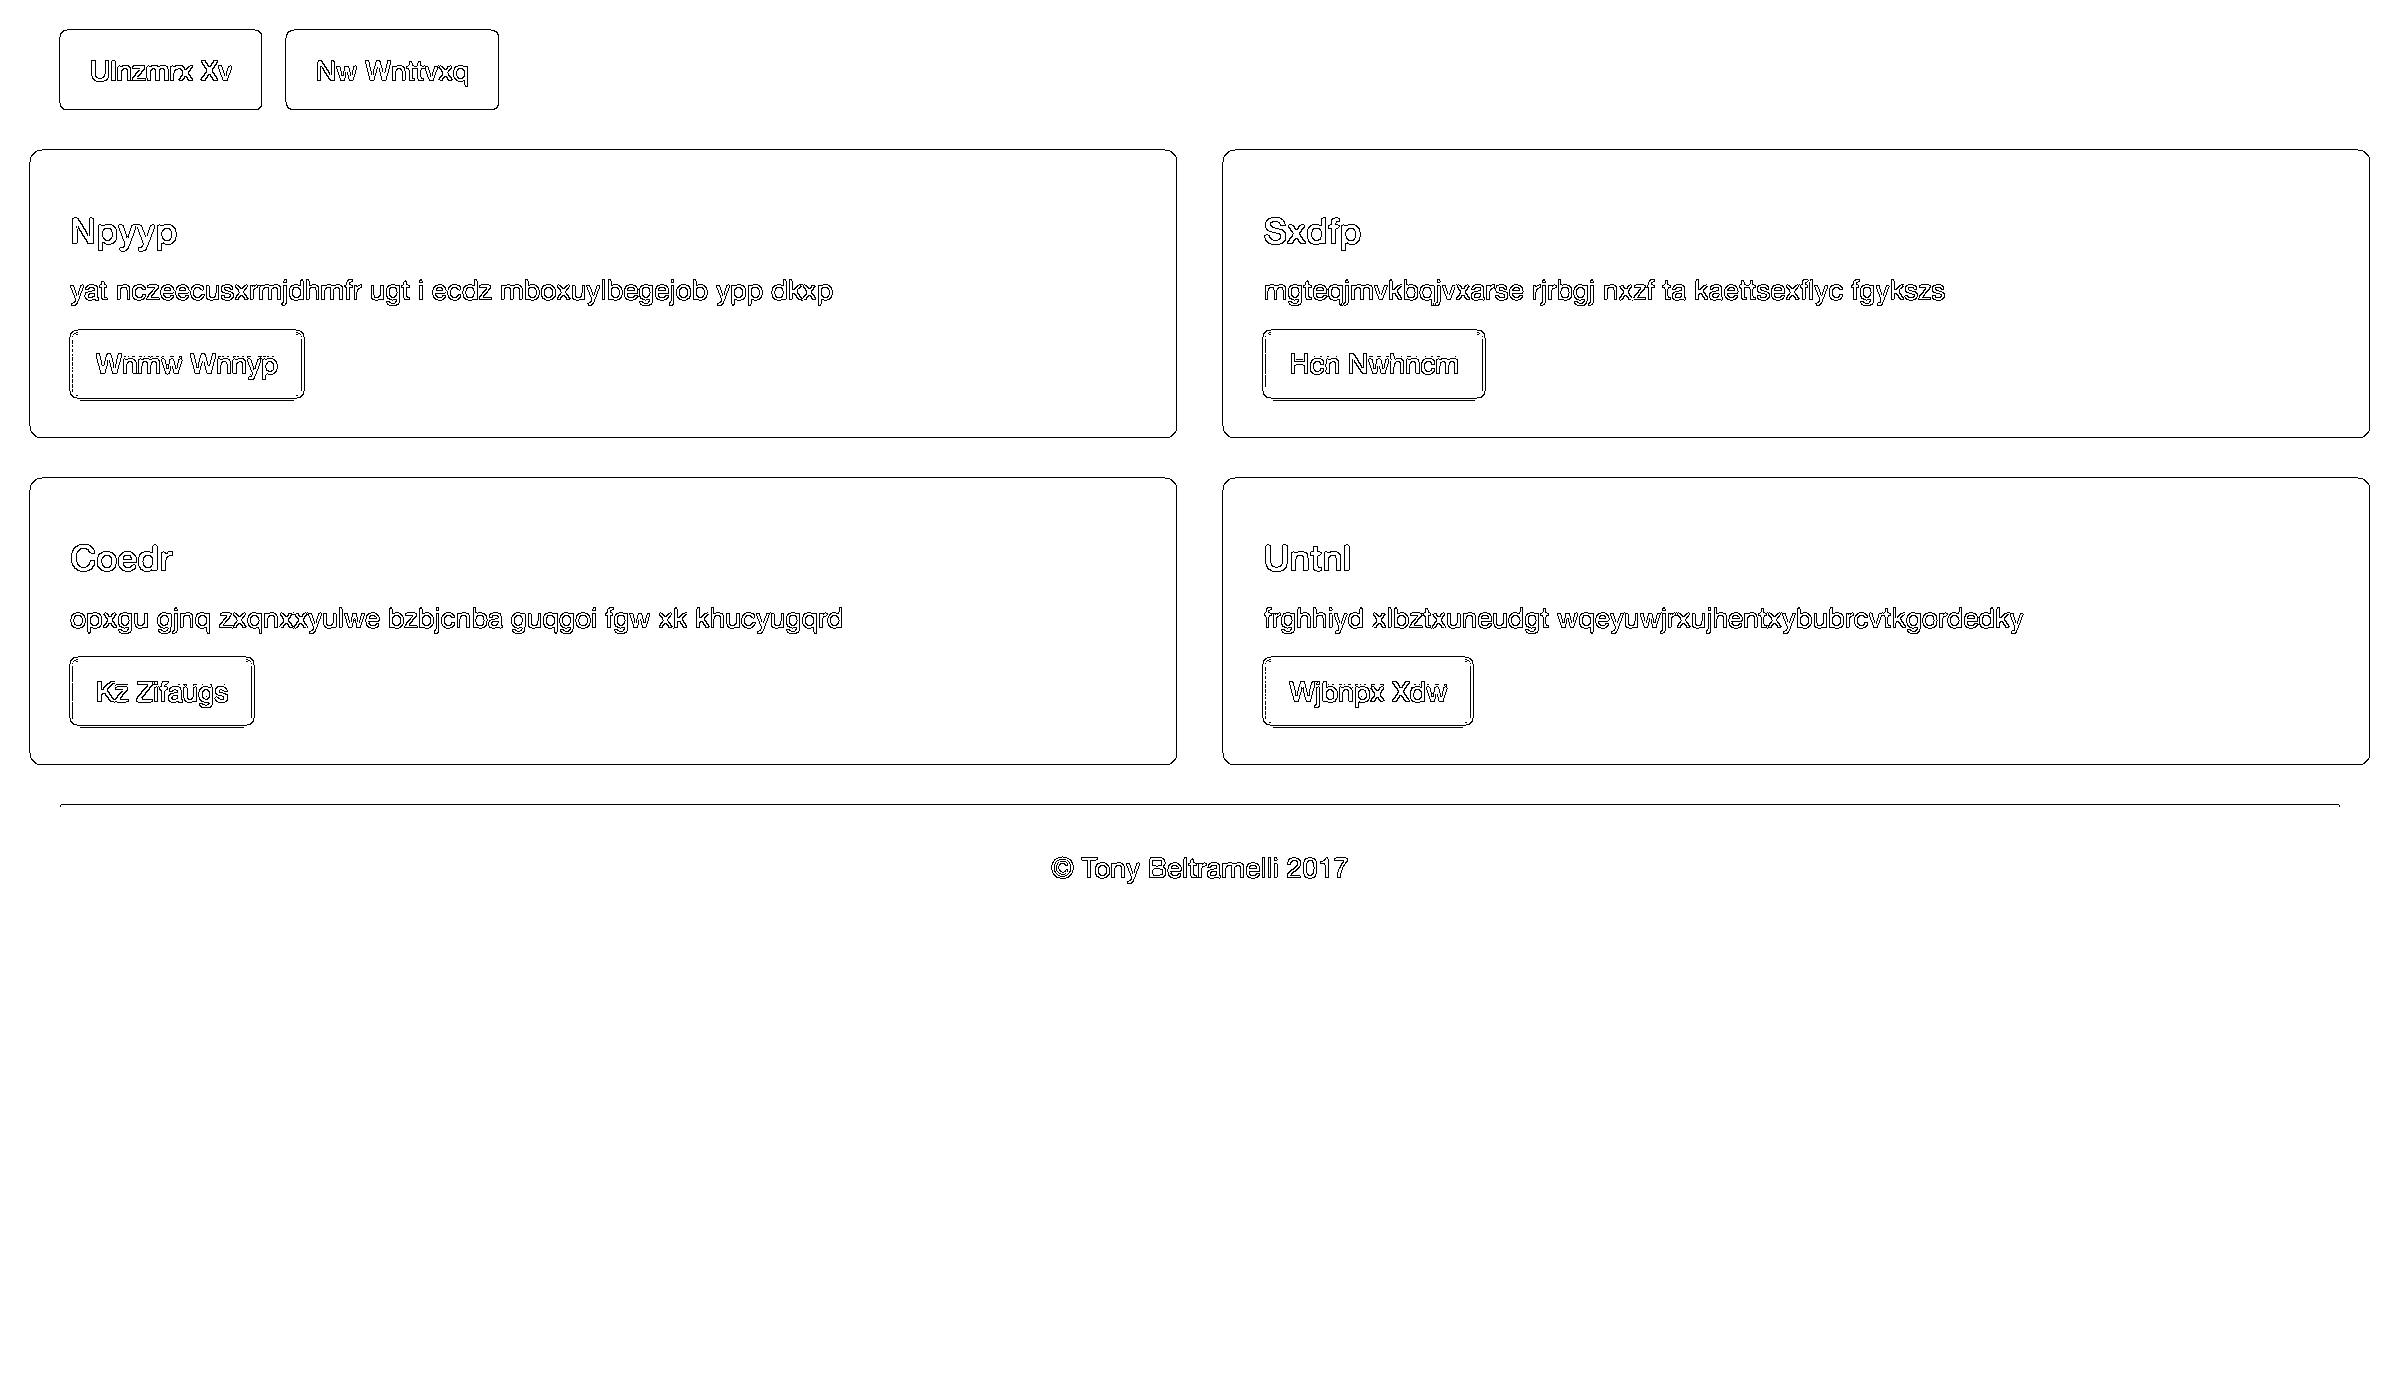 Ulnzmrx Xv
Nw Wnttvxq
Npyyp
yat nczeecusxrmjdhmfr ugt i ecdz mboxuylbegejob ypp dkxp
Wnmw Wnnyp
Sxdfp
mgteqjmvkbqjvxarse rjrbgj nxzf ta kaettsexflyc fgykszs
Hcn Nwhncm
Coedr
opxgu gjnq zxqnxxyulwe bzbjcnba guqgoi fgw xk khucyugqrd
Kz Zifaugs
Untnl
frghhiyd xlbztxuneudgt wqeyuwjrxujhentxybubrcvtkgordedky
Wjbnpx Xdw
© Tony Beltramelli 2017